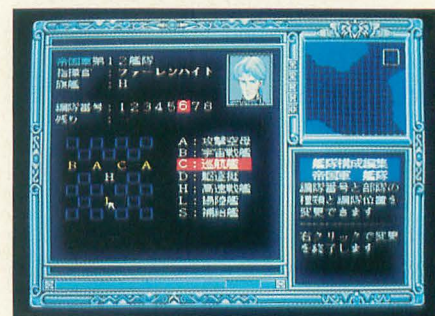 帝国軍第12艦隊
指揮官：ファーレンハイト
旗艦：H
艦隊番号：12345678
残り：
B A C A
H
L
A：攻撃空母
B：宇宙戦艦
C：巡航艦
D：駆逐艇
H：高速戦艦
L：揚陸艦
S：補給艦
艦隊構成編集
帝国軍 艦隊
艦隊番号と部隊の
種類と艦隊位置を
変更できます
右クリックで変更
を終了します